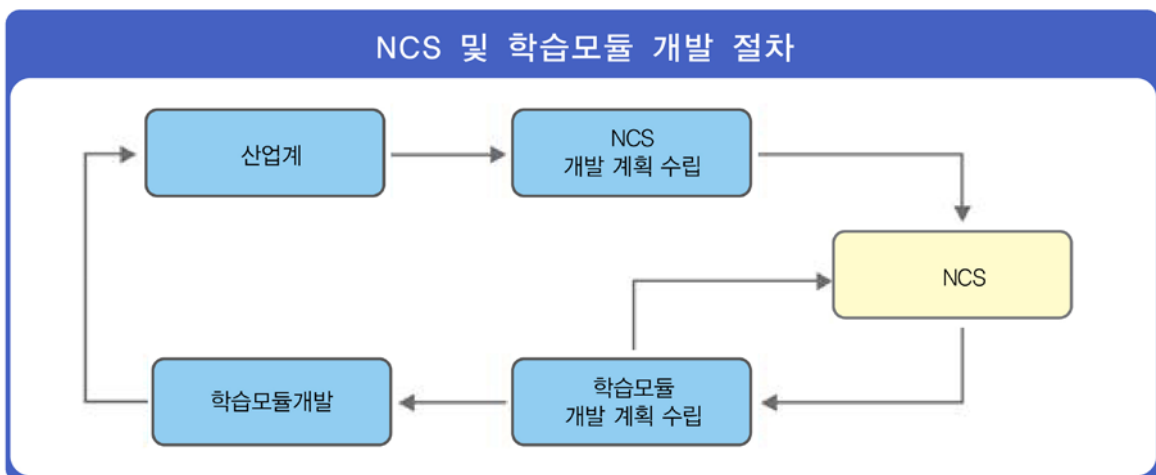 NCS 및 학습모듈 개발 절차
산업계
NCS
개발 계획 수립
NCS
학습모듈개발
학습모듈
개발 계획 수립